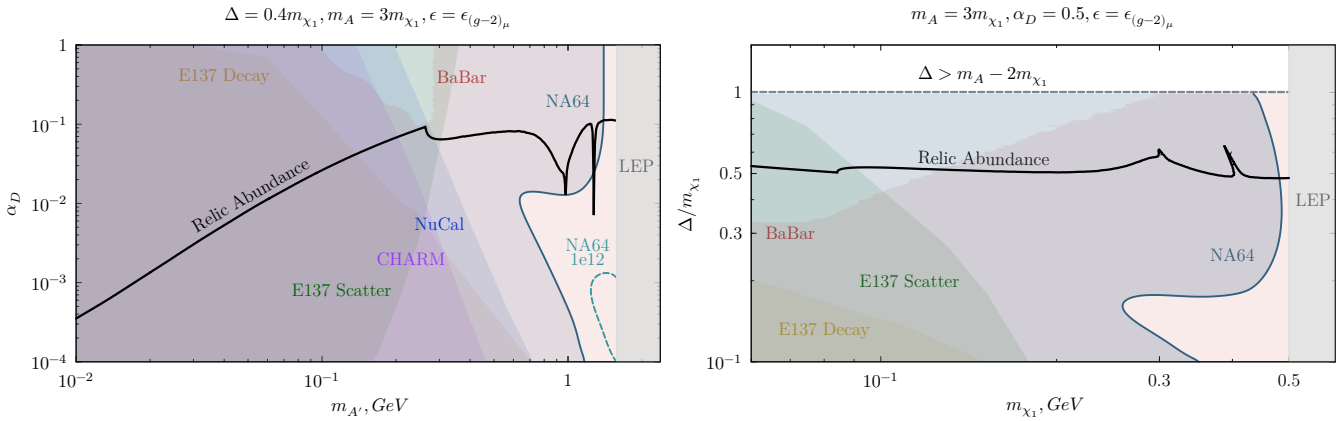 Δ = 0.4m_{χ₁}, m_A = 3m_{χ₁}, ϵ = ϵ_{(g−2)_μ}
1
10⁻¹
10⁻²
10⁻³
10⁻⁴
α_D
E137 Decay
BaBar
NA64
Relic Abundance
LEP
NuCal
CHARM
E137 Scatter
NA64
1e12
10⁻²
10⁻¹
1
m_{A′}, GeV
m_A = 3m_{χ₁}, α_D = 0.5, ϵ = ϵ_{(g−2)_μ}
Δ > m_A − 2m_{χ₁}
1
0.5
0.3
10⁻¹
Δ/m_{χ₁}
Relic Abundance
LEP
BaBar
NA64
E137 Scatter
E137 Decay
10⁻¹
0.3
0.5
m_{χ₁}, GeV